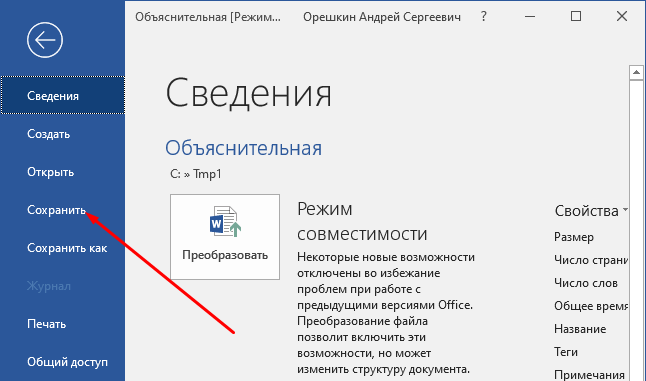 Объяснительная [Режим... Орешкин Андрей Сергеевич ?
Сведения
Создать
Открыть
Сохранить
Сохранить как
Журнал
Печать
Общий доступ
Сведения
Объяснительная
C: » Tmp1
W
Преобразовать
Режим
совместимости
Некоторые новые возможности
отключены во избежание
проблем при работе с
предыдущими версиями Office.
Преобразование файла
позволит включить эти
возможности, но может
изменить структуру документа.
Свойства
Размер
Число страни
Число слов
Общее время
Название
Теги
Примечания